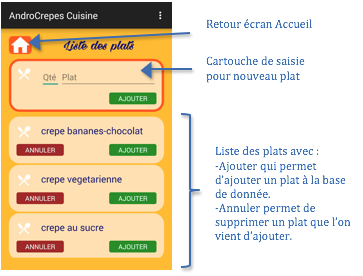 AndroCrepes Cuisine
Retour écran Accueil
Liste des plats
Cartouche de saisie
pour nouveau plat
Qté Plat
AJOUTER
crepe bananes-chocolat
ANNULER AJOUTER
crepe vegetarienne
ANNULER AJOUTER
crepe au sucre
ANNULER AJOUTER
Liste des plats avec :
-Ajouter qui permet
d'ajouter un plat à la base
de donnée.
-Annuler permet de
supprimer un plat que l'on
vient d'ajouter.